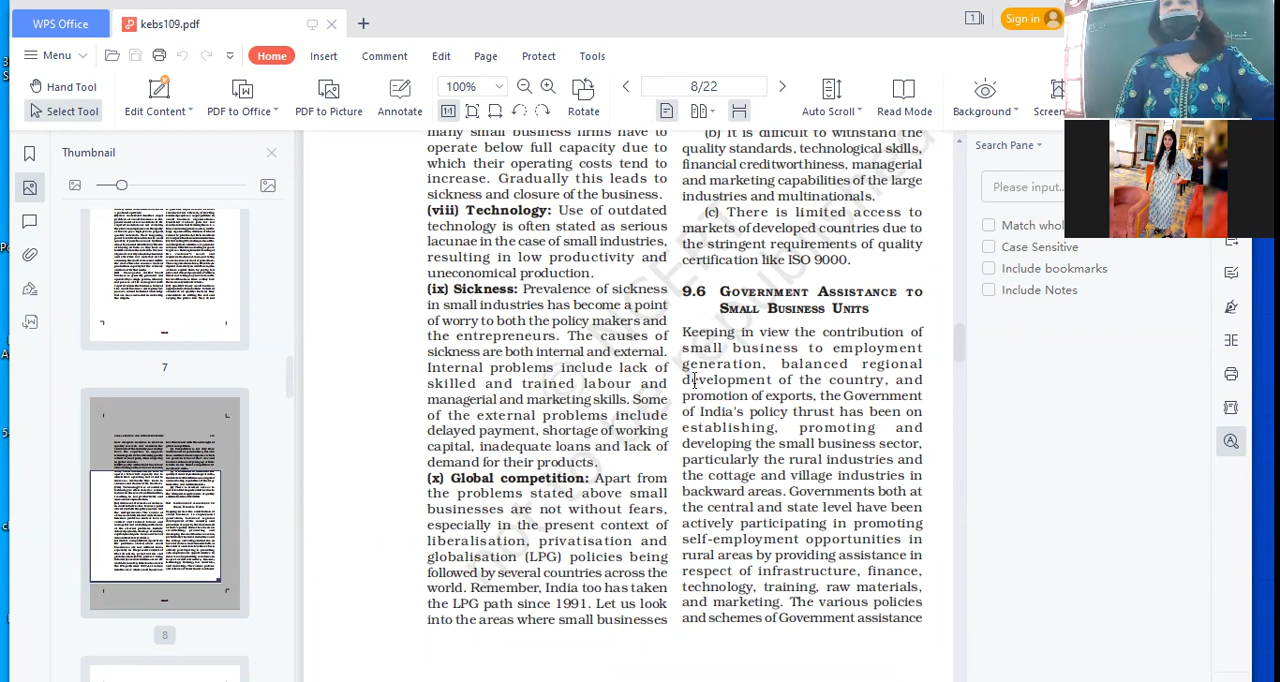 WPS Office
kebs109.pdf
Sign in
Menu
Home
Insert
Comment
Edit
Page
Protect
Tools
Hand Tool
Select Tool
Edit Content
PDF to Office
PDF to Picture
Annotate
100%
Rotate
8/22
Auto Scroll
Read Mode
Background
Screen
Thumbnail
7
8
many small business firms have to
operate below full capacity due to
which their operating costs tend to
increase. Gradually this leads to
sickness and closure of the business.
(viii) Technology: Use of outdated
technology is often stated as serious
lacunae in the case of small industries,
resulting in low productivity and
uneconomical production.
(ix) Sickness: Prevalence of sickness
in small industries has become a point
of worry to both the policy makers and
the entrepreneurs. The causes of
sickness are both internal and external.
Internal problems include lack of
skilled and trained labour and
managerial and marketing skills. Some
of the external problems include
delayed payment, shortage of working
capital, inadequate loans and lack of
demand for their products.
(x) Global competition: Apart from
the problems stated above small
businesses are not without fears,
especially in the present context of
liberalisation, privatisation and
globalisation (LPG) policies being
followed by several countries across the
world. Remember, India too has taken
the LPG path since 1991. Let us look
into the areas where small businesses
(b) It is difficult to withstand the
quality standards, technological skills,
financial creditworthiness, managerial
and marketing capabilities of the large
industries and multinationals.
(c) There is limited access to
markets of developed countries due to
the stringent requirements of quality
certification like ISO 9000.
9.6 GOVERNMENT ASSISTANCE TO
SMALL BUSINESS UNITS
Keeping in view the contribution of
small business to employment
generation, balanced regional
development of the country, and
promotion of exports, the Government
of India's policy thrust has been on
establishing, promoting and
developing the small business sector,
particularly the rural industries and
the cottage and village industries in
backward areas. Governments both at
the central and state level have been
actively participating in promoting
self-employment opportunities in
rural areas by providing assistance in
respect of infrastructure, finance,
technology, training, raw materials,
and marketing. The various policies
and schemes of Government assistance
© NCERT
not to be republished
Search Pane
Please input...
Match whol
Case Sensitive
Include bookmarks
Include Notes